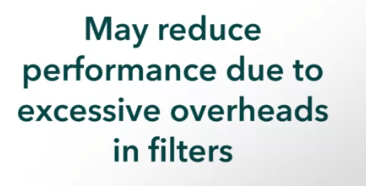 May reduce
performance due to
excessive overheads
in filters